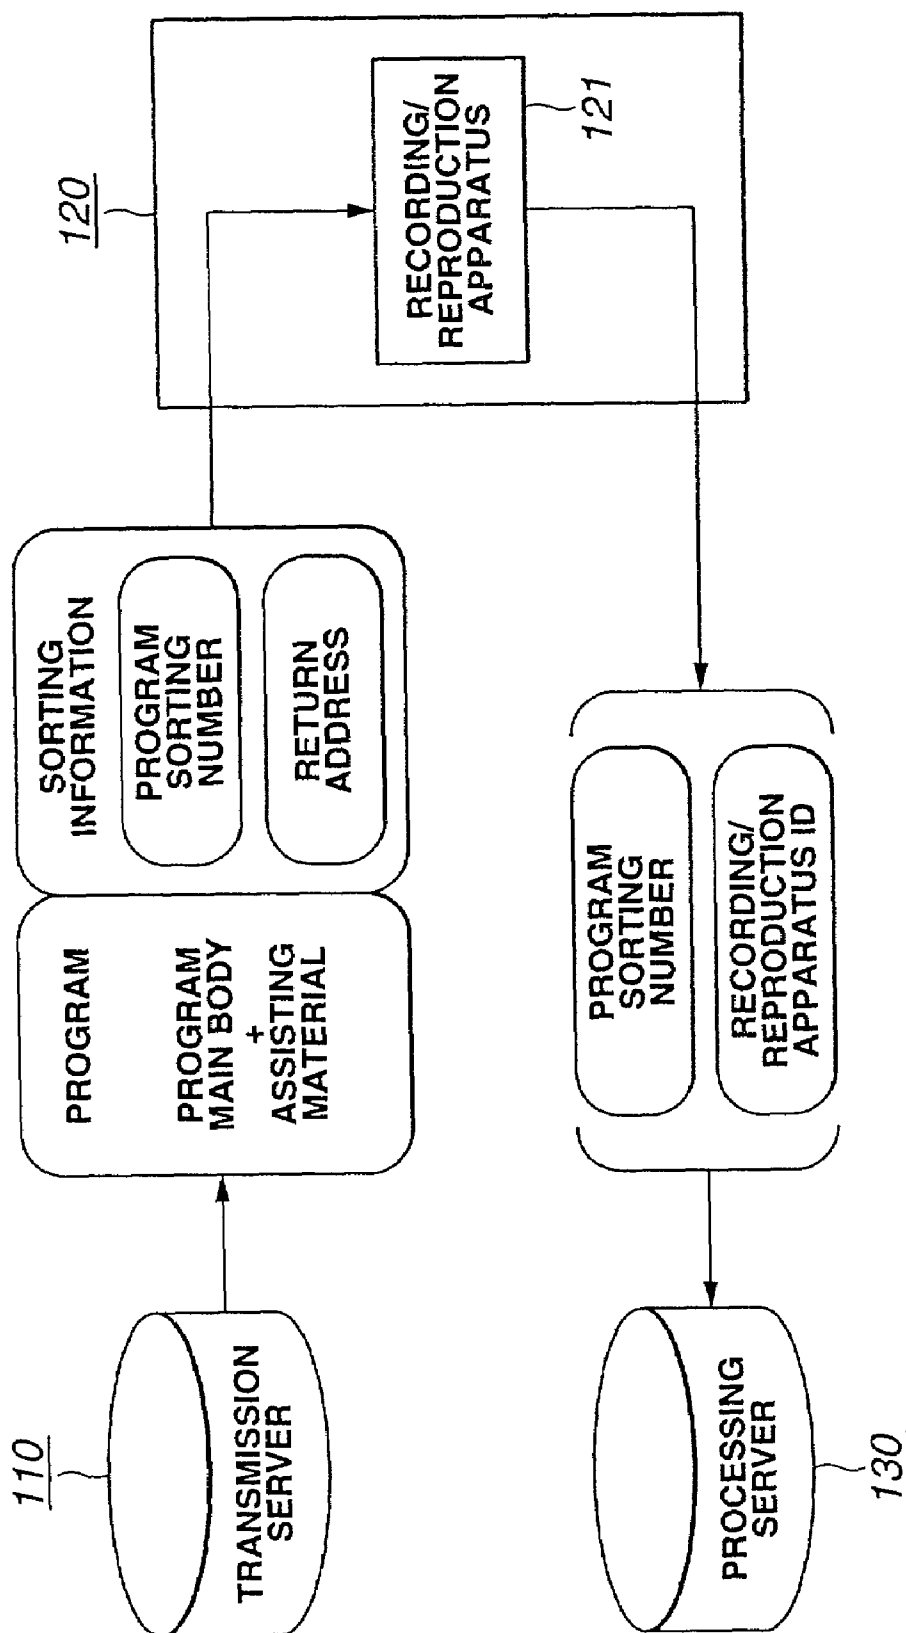 110
TRANSMISSION
SERVER
PROGRAM
PROGRAM
MAIN BODY
+
ASSISTING
MATERIAL
SORTING
INFORMATION
PROGRAM
SORTING
NUMBER
RETURN
ADDRESS
120
RECORDING/
REPRODUCTION
APPARATUS
121
PROCESSING
SERVER
130
PROGRAM
SORTING
NUMBER
RECORDING/
REPRODUCTION
APPARATUS ID